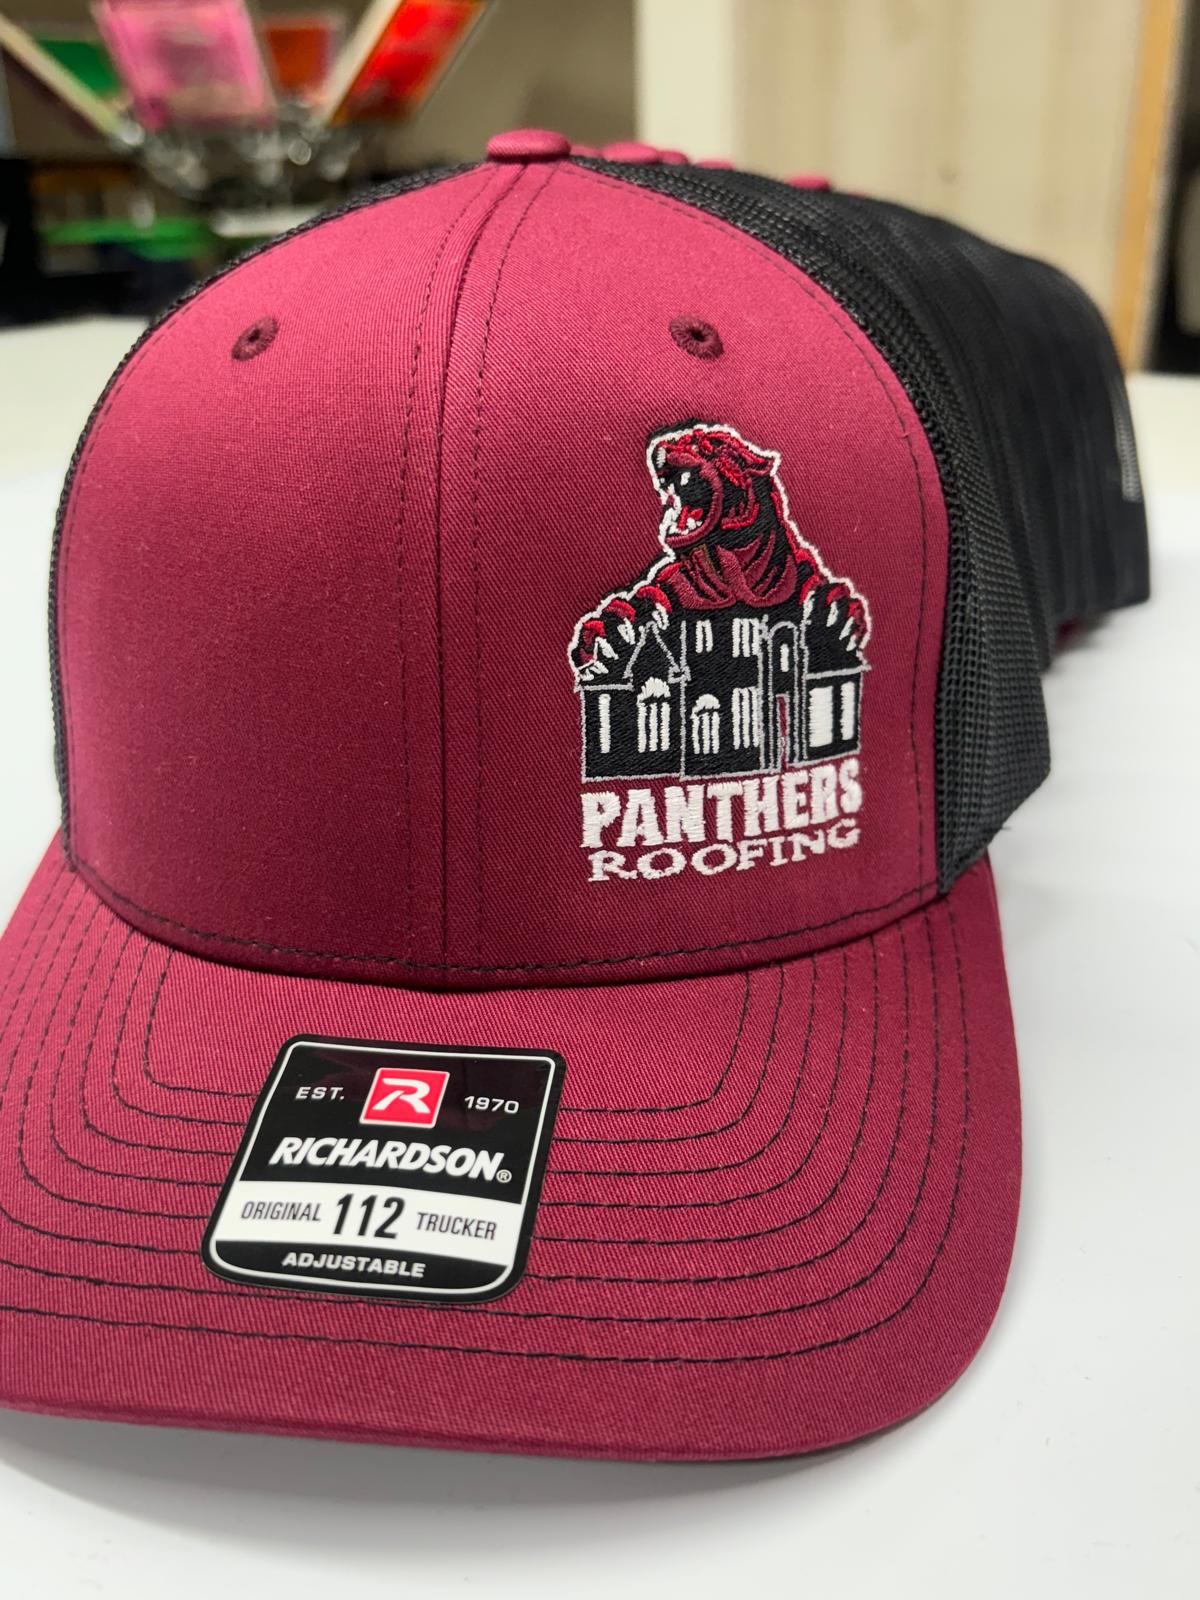 PANTHERS
ROOFING
EST. R 1970
RICHARDSON®
ORIGINAL 112 TRUCKER
ADJUSTABLE